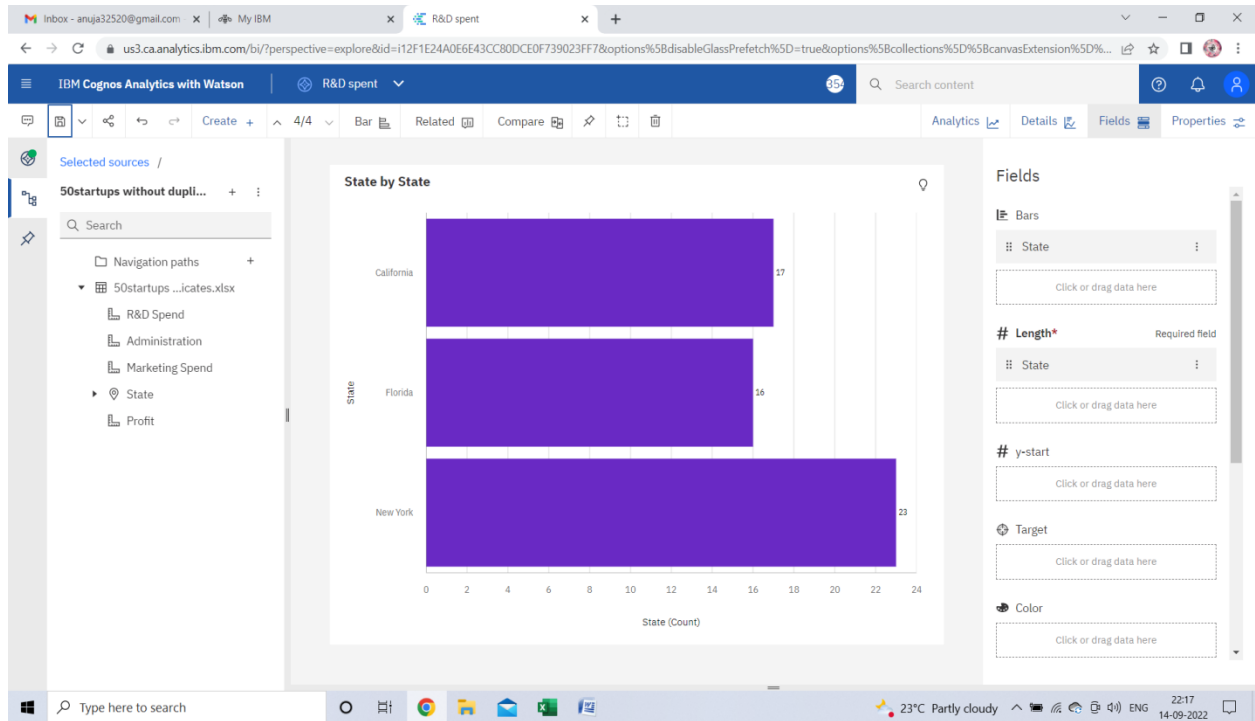 Inbox - anuja32520@gmail.com
My IBM
R&D spent
us3.ca.analytics.ibm.com/bi/?perspective=explore&id=i12F1E24A0E6E43CC80DCE0F739023FF7&options%5BdisableGlassPrefetch%5D=true&options%5Bcollections%5D%5BcanvasExtension%5D%...
IBM Cognos Analytics with Watson
R&D spent
354
Search content
Create
4/4
Bar
Related
Compare
Analytics
Details
Fields
Properties
Selected sources /
50startups without dupli...
Search
Navigation paths
50startups ...icates.xlsx
R&D Spend
Administration
Marketing Spend
State
Profit
State by State
State
California
17
Florida
16
New York
23
0 2 4 6 8 10 12 14 16 18 20 22 24
State (Count)
Fields
Bars
State
Click or drag data here
# Length* Required field
State
Click or drag data here
# y-start
Click or drag data here
Target
Click or drag data here
Color
Click or drag data here
Type here to search
23°C Partly cloudy
ENG
22:17
14-09-2022